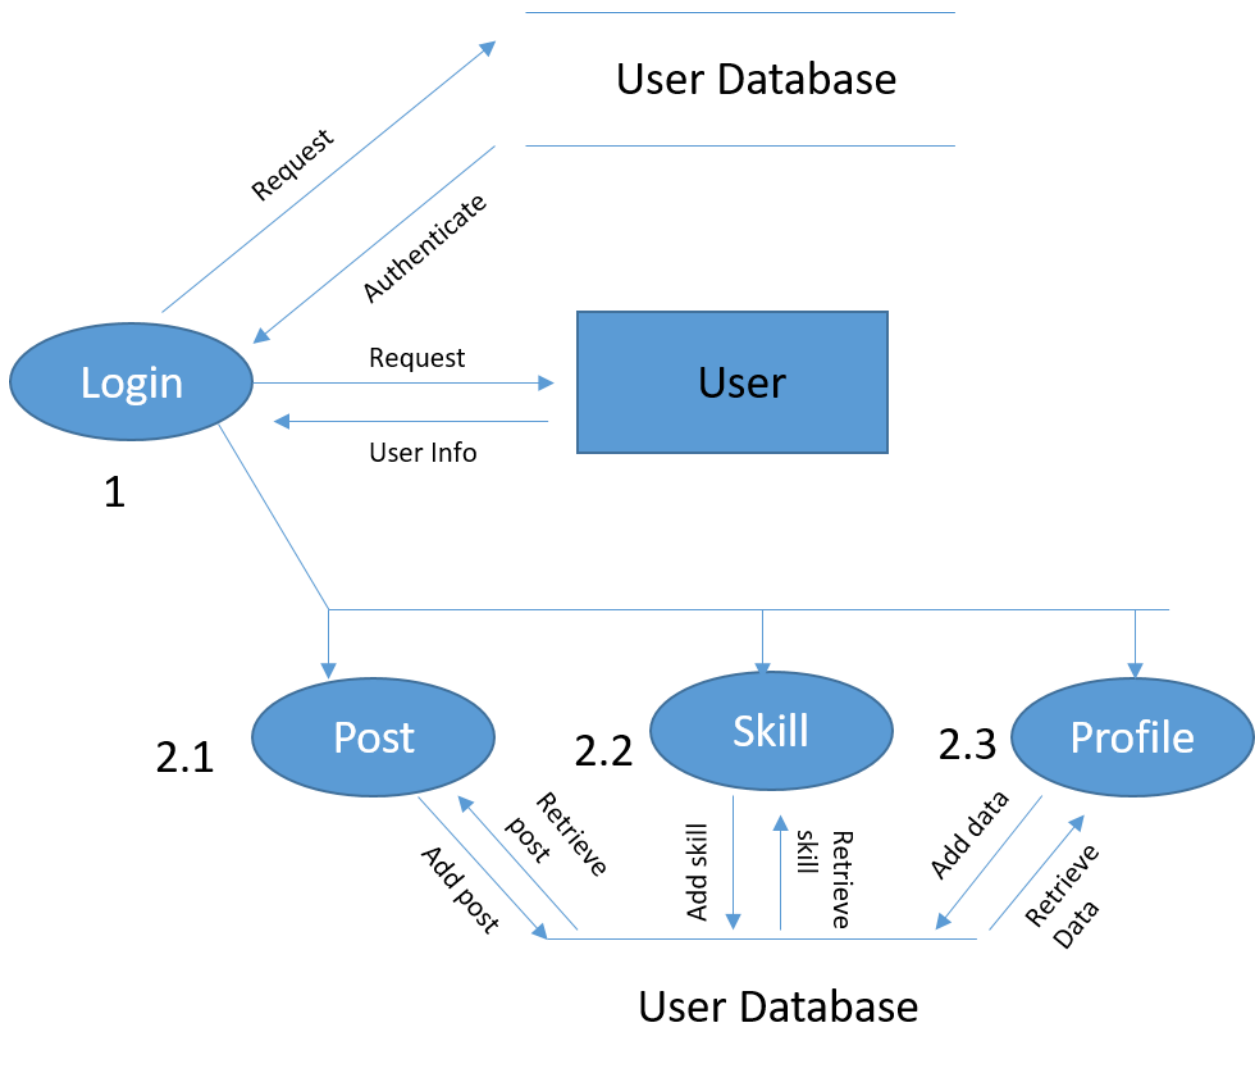 User Database
Request
Authenticate
Request
Login
User
User Info
1
Post
Skill
Profile
2.1
2.2
2.3
Add post
Retrieve
post
Add skill
Retrieve
skill
Add data
Retrieve
Data
User Database